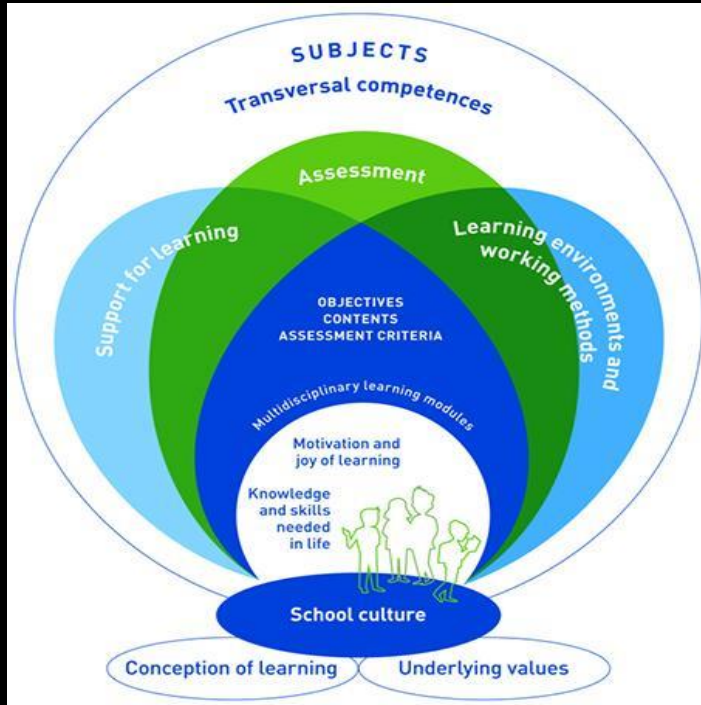 SUBJECTS
Transversal competences
Assessment
Support for learning
Learning environments and
working methods
OBJECTIVES
CONTENTS
ASSESSMENT CRITERIA
Multidisciplinary learning modules
Motivation and
joy of learning
Knowledge
and skills
needed
in life
School culture
Conception of learning
Underlying values